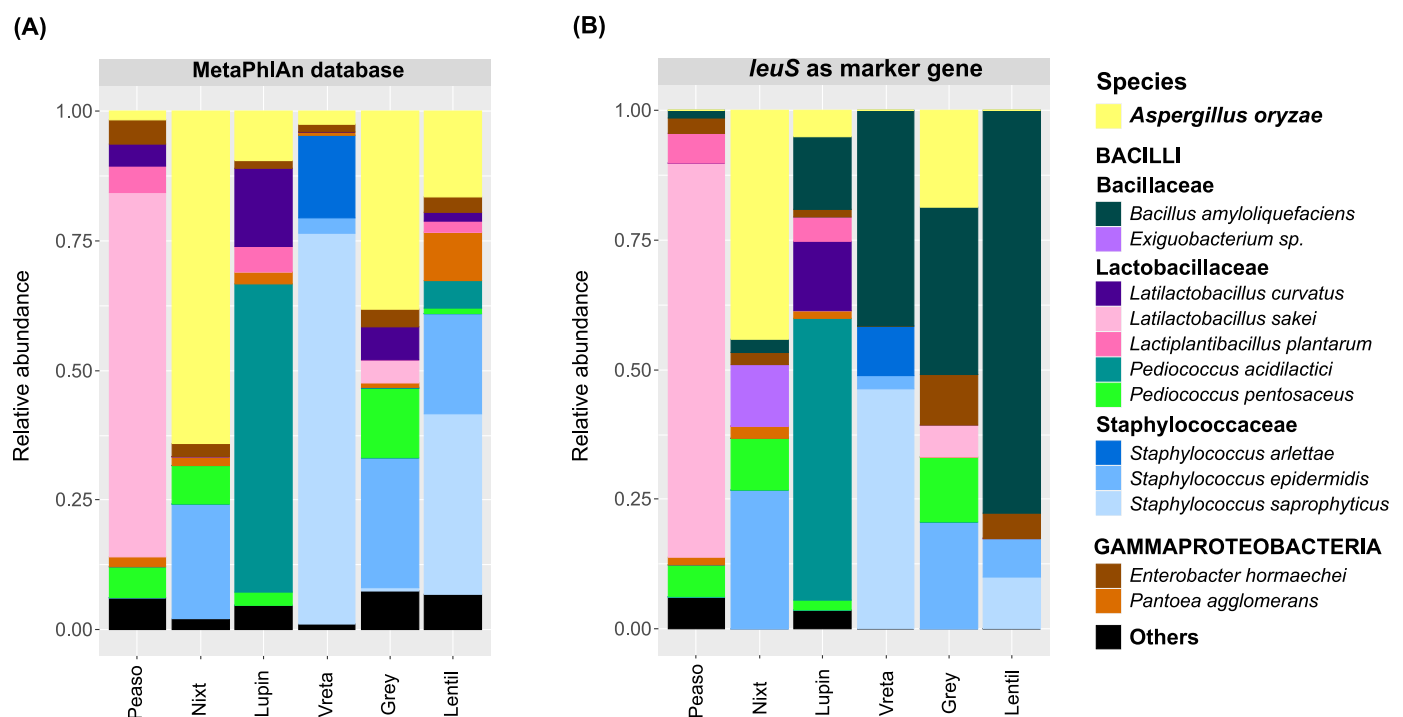 (A)
MetaPhlAn database
Relative abundance
1.00
0.75
0.50
0.25
0.00
Peaso
Nixt
Lupin
Vreta
Grey
Lentil
(B)
leuS as marker gene
Relative abundance
1.00
0.75
0.50
0.25
0.00
Peaso
Nixt
Lupin
Vreta
Grey
Lentil
Species
Aspergillus oryzae
BACILLI
Bacillaceae
Bacillus amyloliquefaciens
Exiguobacterium sp.
Lactobacillaceae
Latilactobacillus curvatus
Latilactobacillus sakei
Lactiplantibacillus plantarum
Pediococcus acidilactici
Pediococcus pentosaceus
Staphylococcaceae
Staphylococcus arlettae
Staphylococcus epidermidis
Staphylococcus saprophyticus
GAMMAPROTEOBACTERIA
Enterobacter hormaechei
Pantoea agglomerans
Others